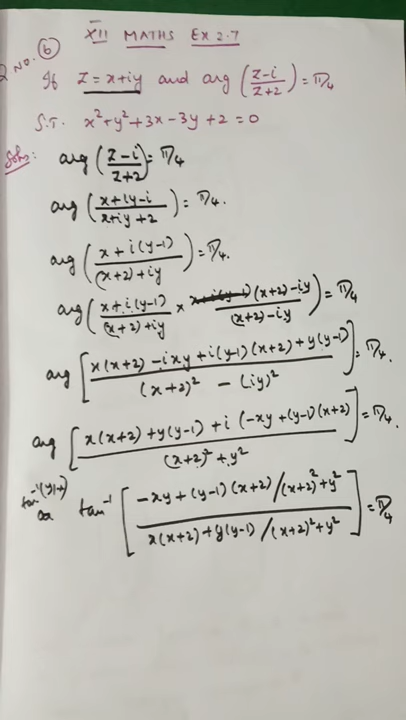 XII MATHS Ex 2.7
Q NO. 6
If z = x+iy and arg (z-i/z+2) = π/4
S.T. x²+y²+3x-3y+2=0
Soln: arg (z-i/z+2) = π/4
arg (x+iy-i/x+iy+2) = π/4.
arg (x+i(y-1)/(x+2)+iy) = π/4.
arg (x+i(y-1)/(x+2)+iy × (x+2)-iy/(x+2)-iy) = π/4
arg [x(x+2)-ixy+i(y-1)(x+2)+y(y-1)/(x+2)² - (iy)²] = π/4.
arg [x(x+2)+y(y-1)+i(-xy+(y-1)(x+2)/(x+2)²+y²] = π/4.
tan⁻¹ [-xy+(y-1)(x+2)/(x+2)²+y²/x(x+2)+y(y-1)/(x+2)²+y²] = π/4